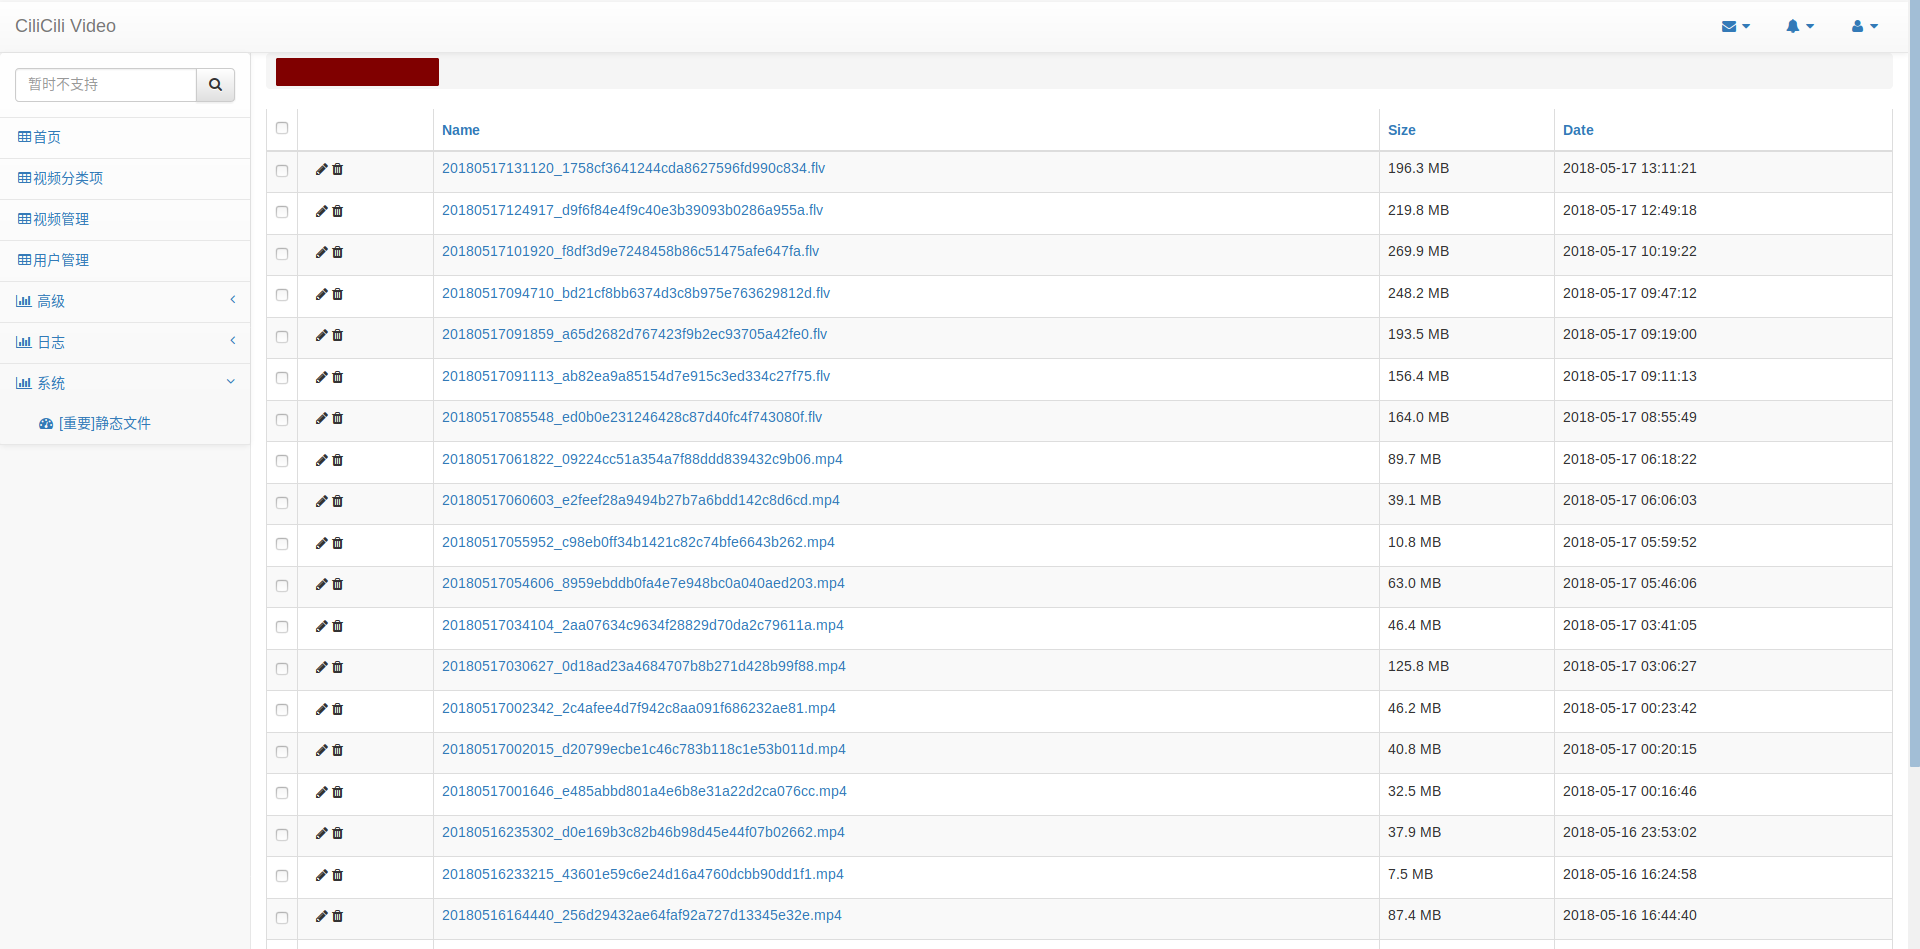 CiliCili Video
暂时不支持
首页
视频分类项
视频管理
用户管理
高级
日志
系统
[重要]静态文件
Name Size Date
20180517131120_1758cf3641244cda8627596fd990c834.flv 196.3 MB 2018-05-17 13:11:21
20180517124917_d9f6f84e4f9c40e3b39093b0286a955a.flv 219.8 MB 2018-05-17 12:49:18
20180517101920_f8df3d9e7248458b86c51475afe647fa.flv 269.9 MB 2018-05-17 10:19:22
20180517094710_bd21cf8bb6374d3c8b975e763629812d.flv 248.2 MB 2018-05-17 09:47:12
20180517091859_a65d2682d767423f9b2ec93705a42fe0.flv 193.5 MB 2018-05-17 09:19:00
20180517091113_ab82ea9a85154d7e915c3ed334c27f75.flv 156.4 MB 2018-05-17 09:11:13
20180517085548_ed0b0e231246428c87d40fc4f743080f.flv 164.0 MB 2018-05-17 08:55:49
20180517061822_09224cc51a354a7f88ddd839432c9b06.mp4 89.7 MB 2018-05-17 06:18:22
20180517060603_e2feef28a9494b27b7a6bdd142c8d6cd.mp4 39.1 MB 2018-05-17 06:06:03
20180517055952_c98eb0ff34b1421c82c74bfe6643b262.mp4 10.8 MB 2018-05-17 05:59:52
20180517054606_8959ebddb0fa4e7e948bc0a040aed203.mp4 63.0 MB 2018-05-17 05:46:06
20180517034104_2aa07634c9634f28829d70da2c79611a.mp4 46.4 MB 2018-05-17 03:41:05
20180517030627_0d18ad23a4684707b8b271d428b99f88.mp4 125.8 MB 2018-05-17 03:06:27
20180517002342_2c4afee4d7f942c8aa091f686232ae81.mp4 46.2 MB 2018-05-17 00:23:42
20180517002015_d20799ecbe1c46c783b118c1e53b011d.mp4 40.8 MB 2018-05-17 00:20:15
20180517001646_e485abbd801a4e6b8e31a22d2ca076cc.mp4 32.5 MB 2018-05-17 00:16:46
20180516235302_d0e169b3c82b46b98d45e44f07b02662.mp4 37.9 MB 2018-05-16 23:53:02
20180516233215_43601e59c6e24d16a4760dcbb90dd1f1.mp4 7.5 MB 2018-05-16 16:24:58
20180516164440_256d29432ae64faf92a727d13345e32e.mp4 87.4 MB 2018-05-16 16:44:40